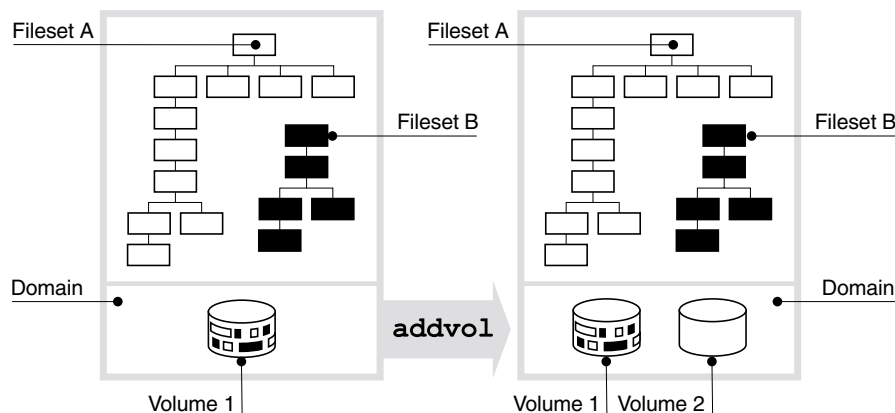 Fileset A
Fileset A
Fileset B
Fileset B
Domain
Domain
addvol
Volume 1
Volume 1
Volume 2